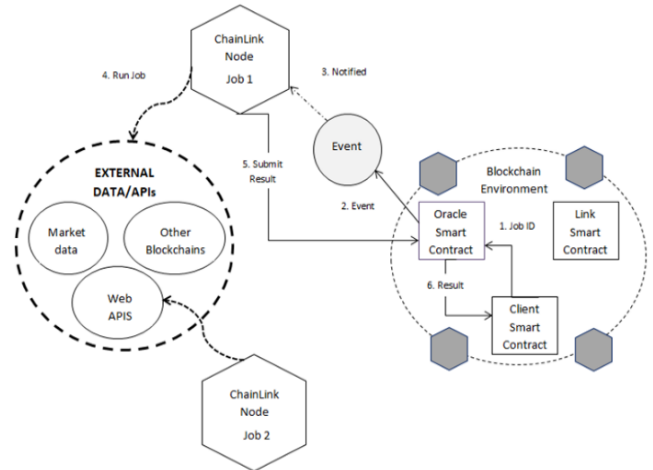 ChainLink
Node
Job 1
4. Run Job
3. Notified
EXTERNAL
DATA/APIs
Market
data
Other
Blockchains
Web
APIS
5. Submit
Result
Event
2. Event
Blockchain
Environment
Oracle
Smart
Contract
1. Job ID
Link
Smart
Contract
6. Result
Client
Smart
Contract
ChainLink
Node
Job 2